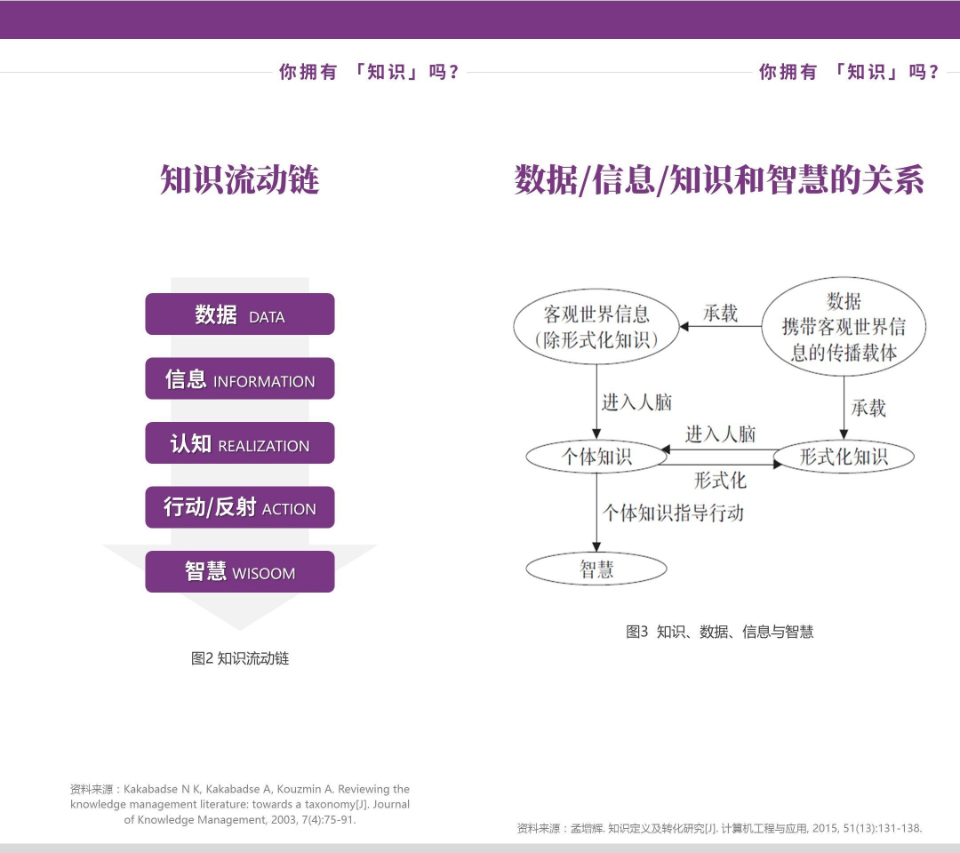 你拥有 「知识」吗?
知识流动链
数据 DATA
信息 INFORMATION
认知 REALIZATION
行动/反射 ACTION
智慧 WISOOM
图2 知识流动链
资料来源：Kakabadse N K, Kakabadse A, Kouzmin A. Reviewing the
knowledge management literature: towards a taxonomy[J]. Journal
of Knowledge Management, 2003, 7(4):75-91.
你拥有 「知识」吗?
数据/信息/知识和智慧的关系
客观世界信息
(除形式化知识)
承载
数据
携带客观世界信
息的传播载体
进入人脑
承载
进入人脑
个体知识
形式化知识
形式化
个体知识指导行动
智慧
图3 知识、数据、信息与智慧
资料来源：孟增辉. 知识定义及转化研究[J]. 计算机工程与应用, 2015, 51(13):131-138.